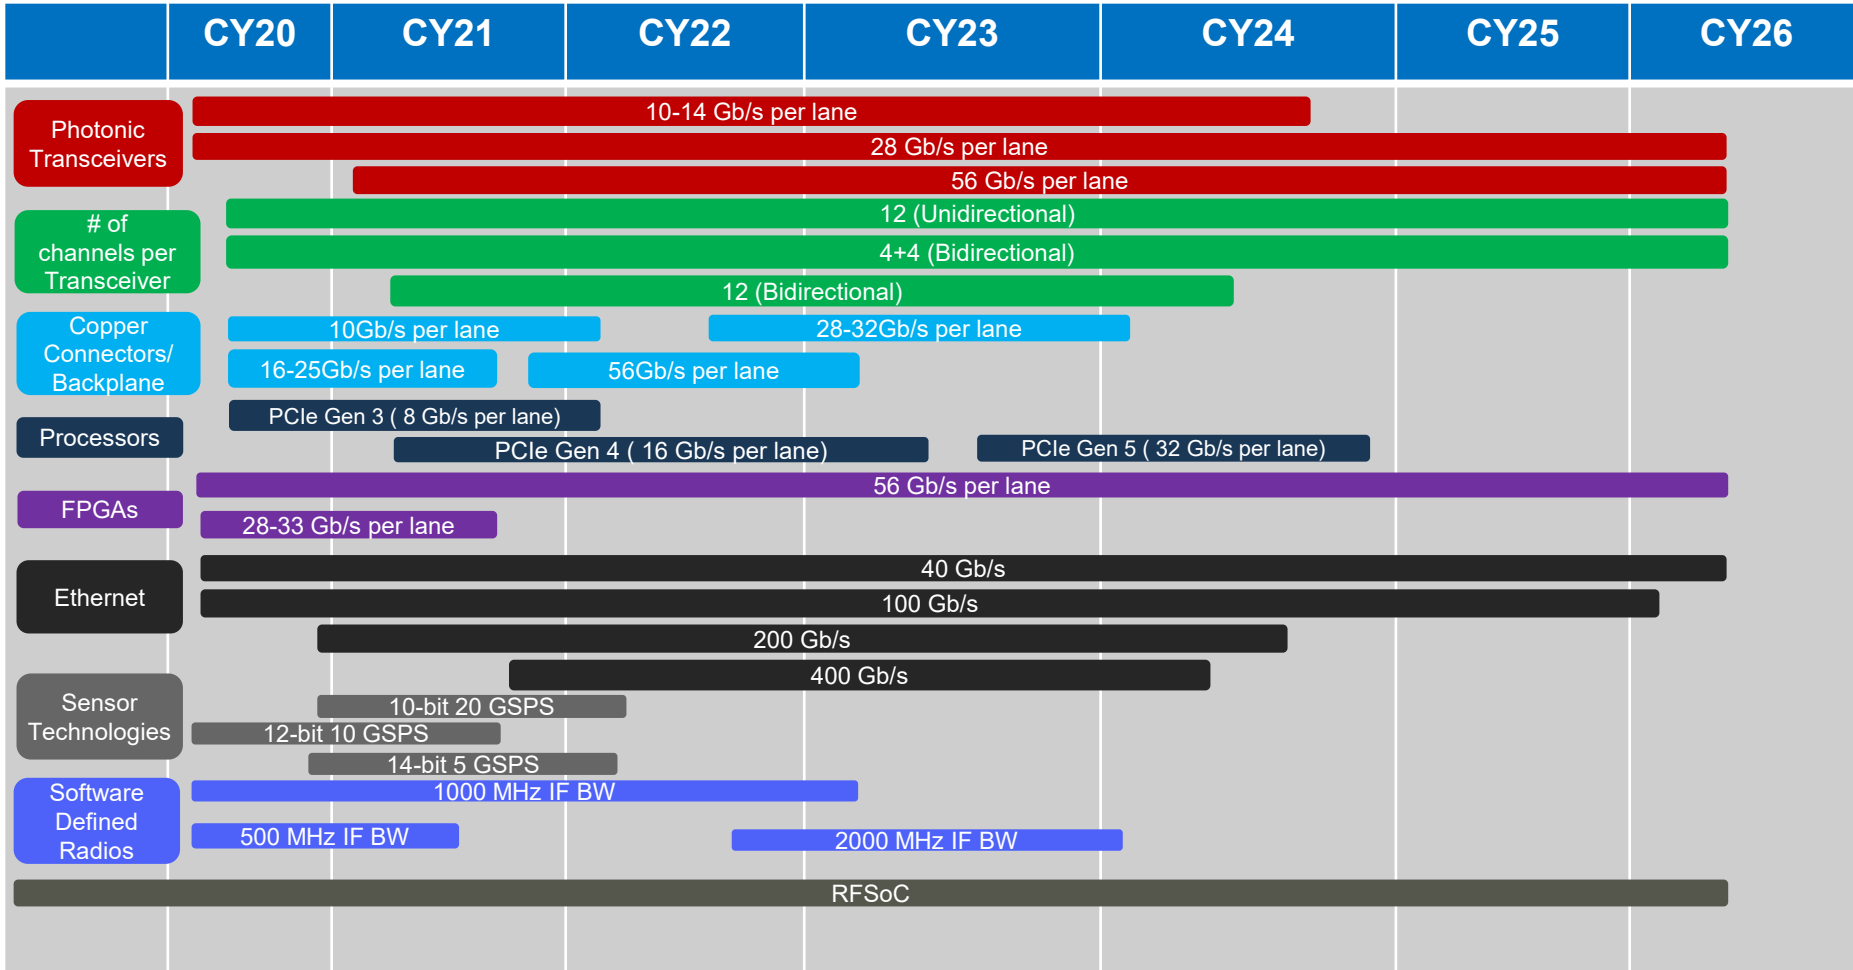 CY20 CY21 CY22 CY23 CY24 CY25 CY26
Photonic
Transceivers
10-14 Gb/s per lane
28 Gb/s per lane
56 Gb/s per lane
# of
channels per
Transceiver
12 (Unidirectional)
4+4 (Bidirectional)
12 (Bidirectional)
Copper
Connectors/
Backplane
10Gb/s per lane
28-32Gb/s per lane
16-25Gb/s per lane
56Gb/s per lane
Processors
PCIe Gen 3 ( 8 Gb/s per lane)
PCIe Gen 4 ( 16 Gb/s per lane)
PCIe Gen 5 ( 32 Gb/s per lane)
FPGAs
56 Gb/s per lane
28-33 Gb/s per lane
Ethernet
40 Gb/s
100 Gb/s
200 Gb/s
400 Gb/s
Sensor
Technologies
10-bit 20 GSPS
12-bit 10 GSPS
14-bit 5 GSPS
Software
Defined
Radios
1000 MHz IF BW
500 MHz IF BW
2000 MHz IF BW
RFSoC